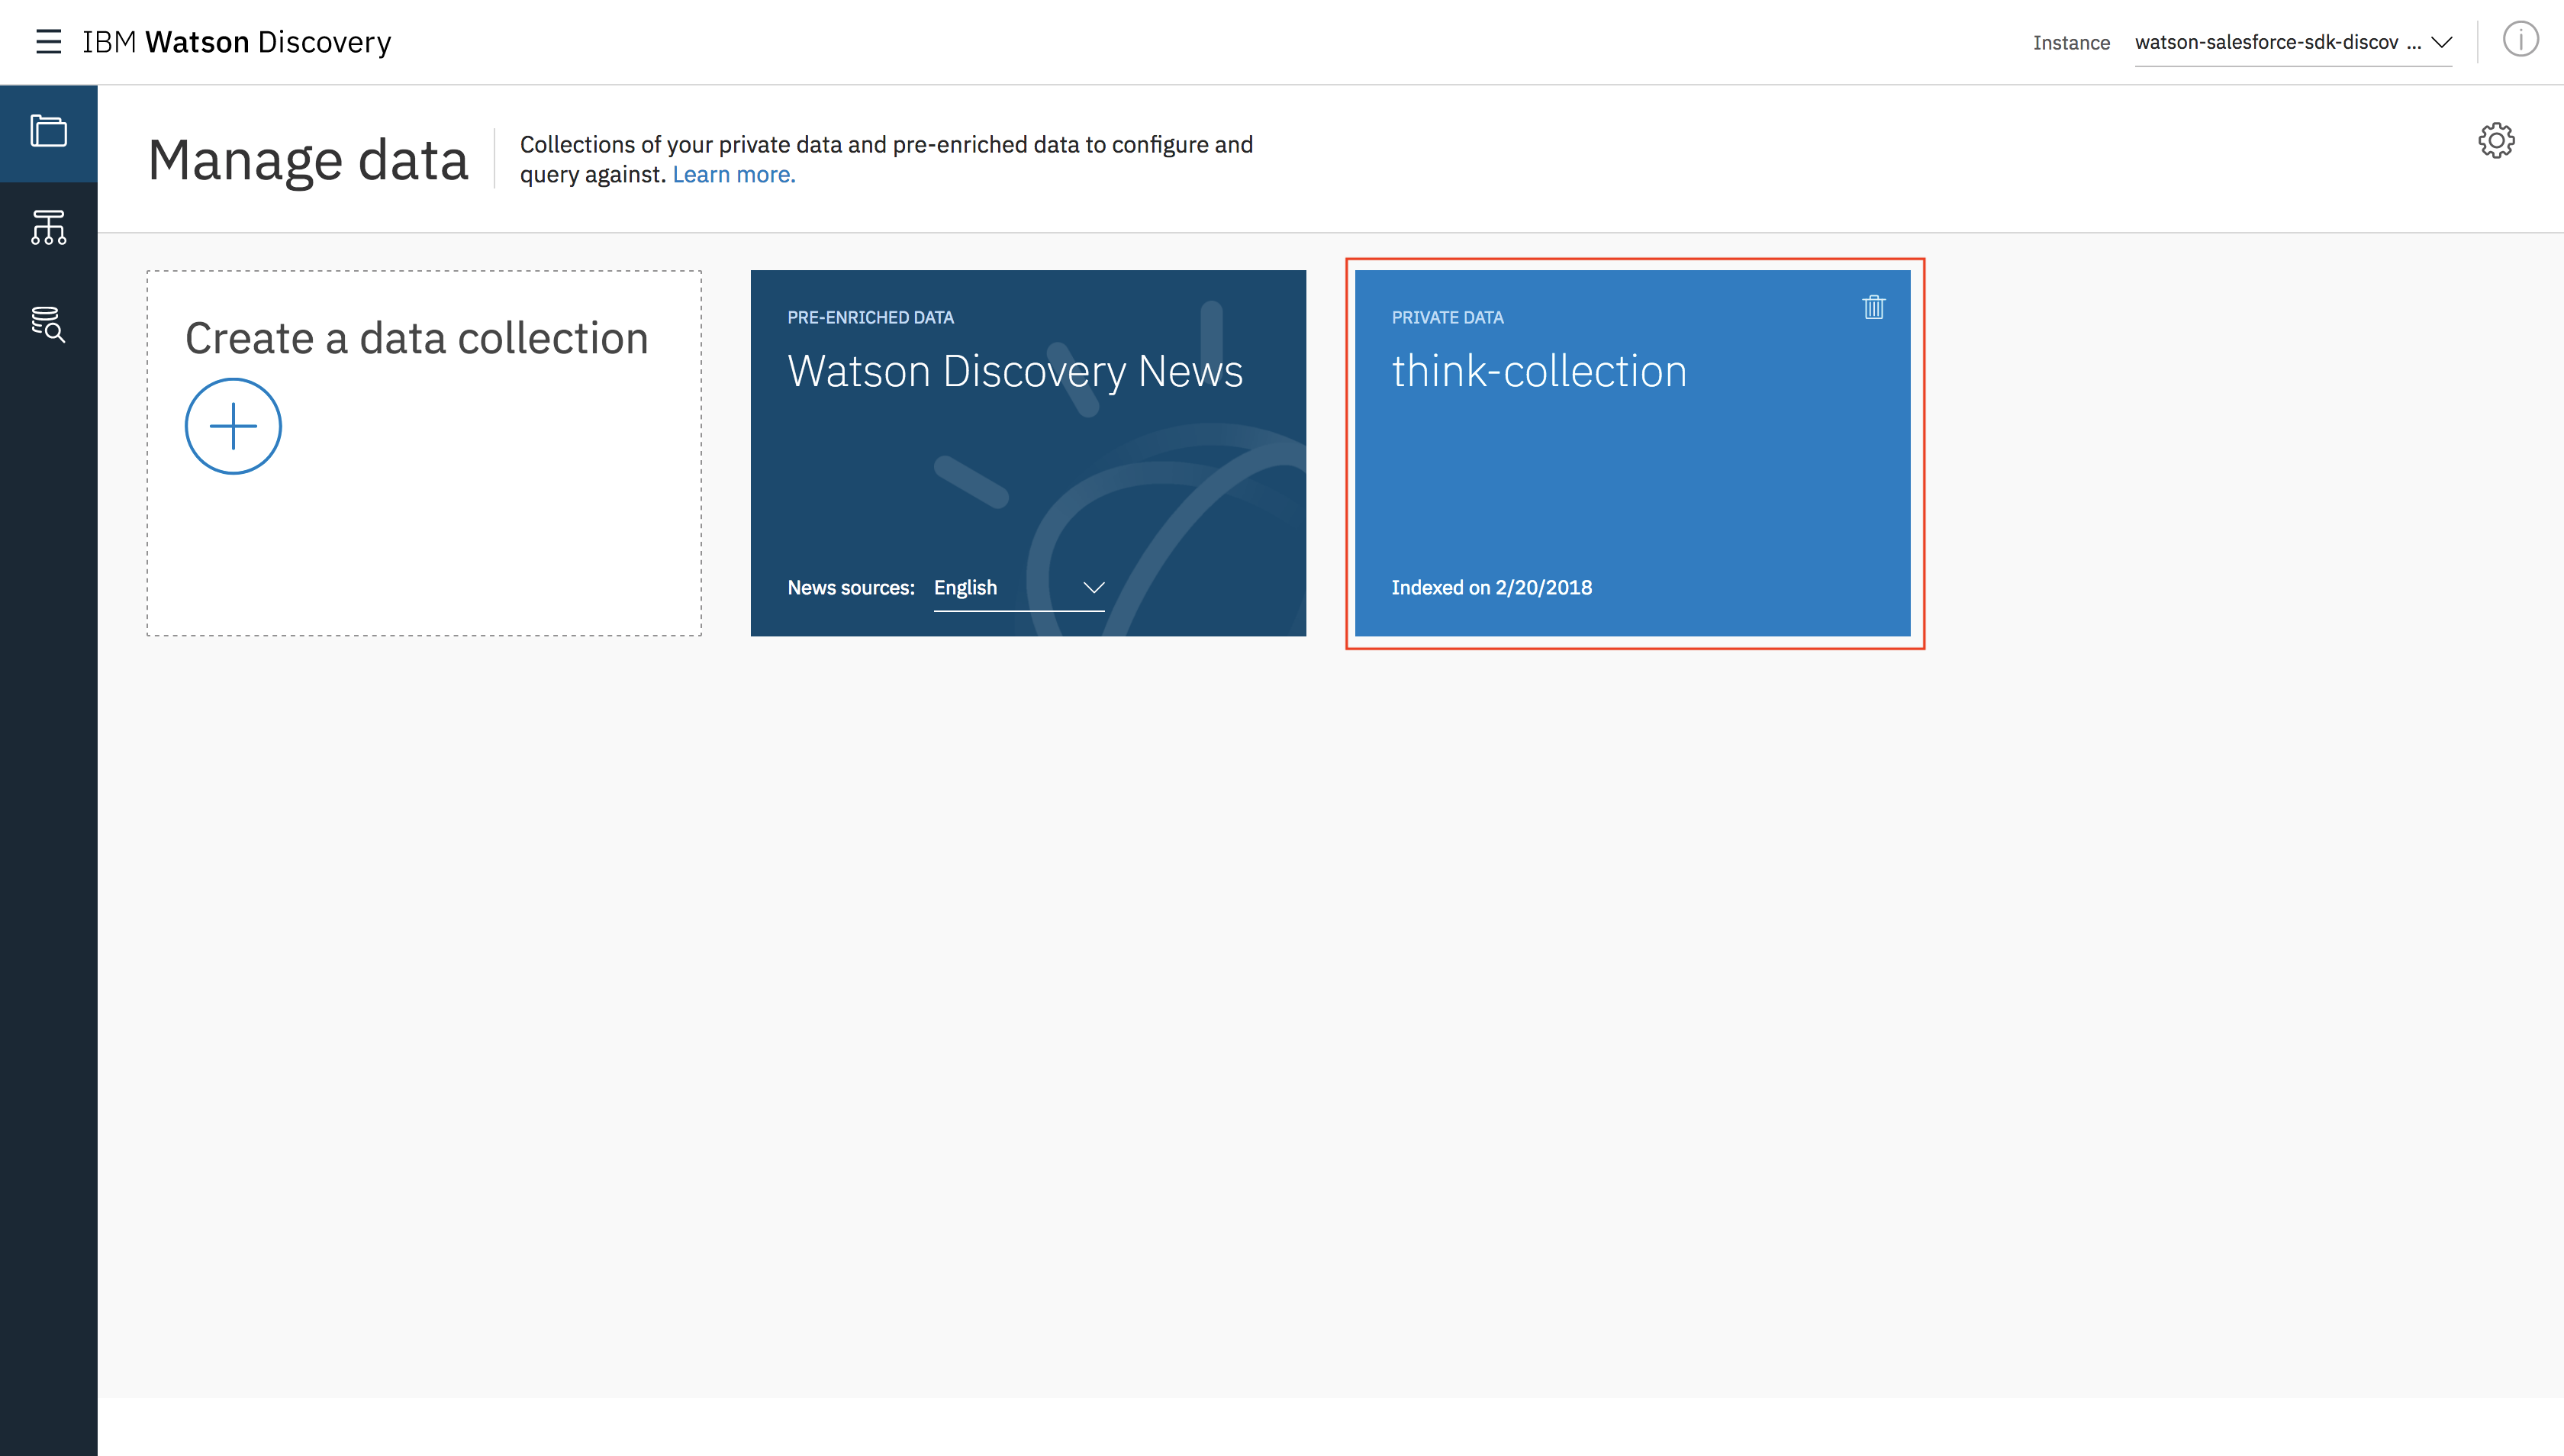 IBM Watson Discovery
Instance watson-salesforce-sdk-discov ...
Manage data
Collections of your private data and pre-enriched data to configure and
query against. Learn more.
Create a data collection
PRE-ENRICHED DATA
Watson Discovery News
News sources: English
PRIVATE DATA
think-collection
Indexed on 2/20/2018